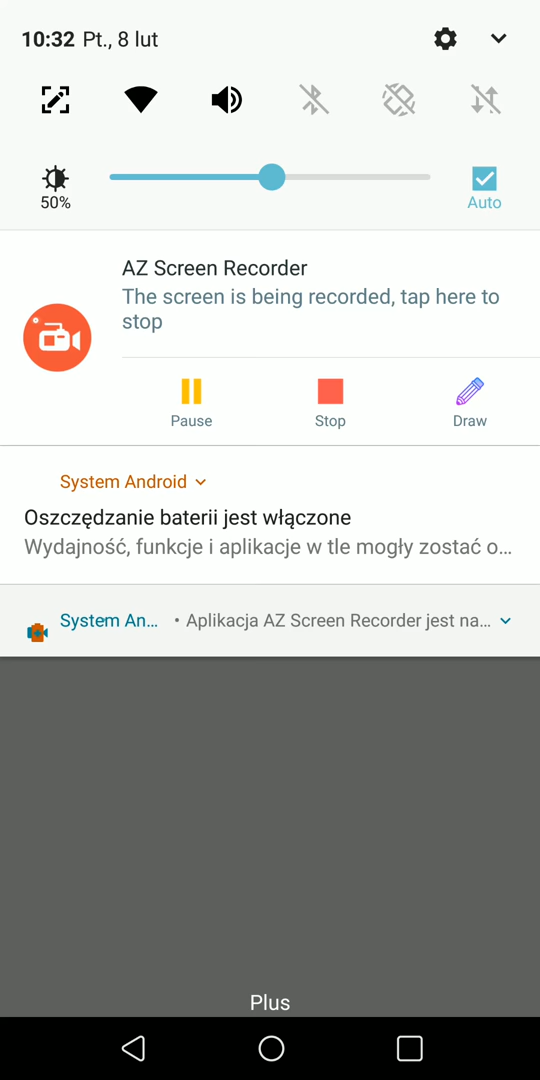 10:32 Pt., 8 lut
50%
Auto
AZ Screen Recorder
The screen is being recorded, tap here to
stop
Pause
Stop
Draw
System Android
Oszczędzanie baterii jest włączone
Wydajność, funkcje i aplikacje w tle mogły zostać o...
System An... • Aplikacja AZ Screen Recorder jest na...
Plus